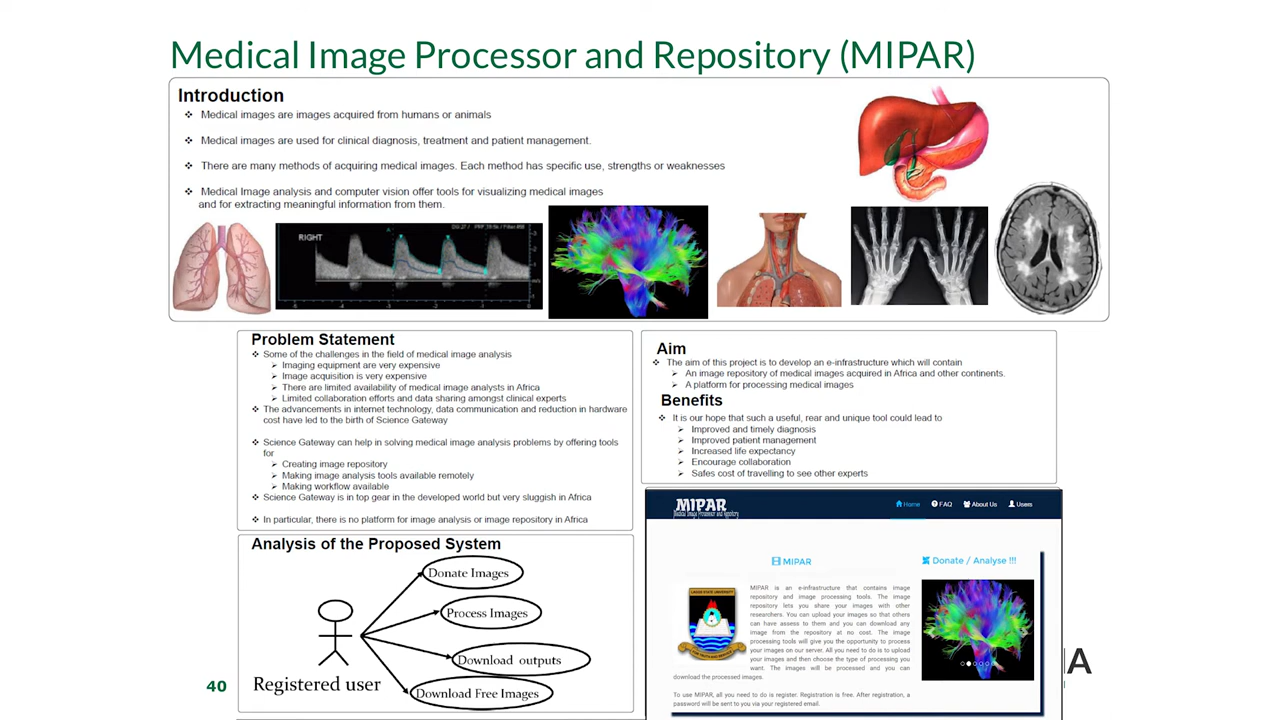 Medical Image Processor and Repository (MIPAR)
Introduction
Medical images are images acquired from humans or animals
Medical images are used for clinical diagnosis, treatment and patient management.
There are many methods of acquiring medical images. Each method has specific use, strengths or weaknesses
Medical Image analysis and computer vision offer tools for visualizing medical images
and for extracting meaningful information from them.
RIGHT
Problem Statement
Some of the challenges in the field of medical image analysis
Imaging equipment are very expensive
Image acquisition is very expensive
There are limited availability of medical image analysts in Africa
Limited collaboration efforts and data sharing amongst clinical experts
The advancements in internet technology, data communication and reduction in hardware
cost have led to the birth of Science Gateway
Science Gateway can help in solving medical image analysis problems by offering tools
for
Creating image repository
Making image analysis tools available remotely
Making workflow available
Science Gateway is in top gear in the developed world but very sluggish in Africa
In particular, there is no platform for image analysis or image repository in Africa
Aim
The aim of this project is to develop an e-infrastructure which will contain
An image repository of medical images acquired in Africa and other continents.
A platform for processing medical images
Benefits
It is our hope that such a useful, rear and unique tool could lead to
Improved and timely diagnosis
Improved patient management
Increased life expectancy
Encourage collaboration
Safes cost of travelling to see other experts
Analysis of the Proposed System
Donate Images
Process Images
Download outputs
Download Free Images
Registered user
40
MIPAR
Medical Image Processor and Repository
Home FAQ About Us Users
MIPAR
Donate / Analyse !!!
MIPAR is an e-infrastructure that contains image
repository and image processing tools. The image
repository lets you share your images with other
researchers. You can upload your images so that others
can have assess to them and you can download any
image from the repository at no cost. The image
processing tools will give you the opportunity to process
your images on our server. All you need to do is to upload
your images and then choose the type of processing you
want. The images will be processed and you can
download the processed images.
To use MIPAR, all you need to do is register. Registration is free. After registration, a
password will be sent to you via your registered email.
LAGOS STATE UNIVERSITY
A